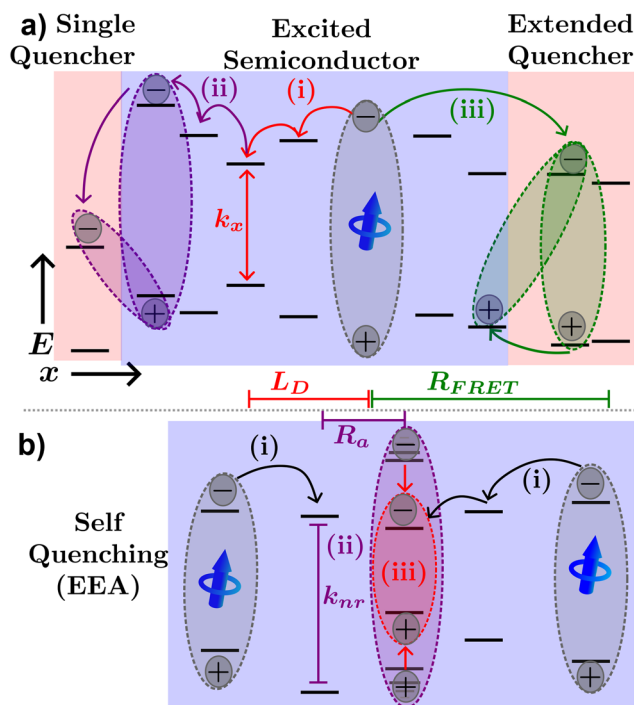 a) Single Quencher
Excited Semiconductor
Extended Quencher
(ii)
(i)
(iii)
−
−
−
−
k_x
+
+
+
+
E
x
L_D
R_FRET
R_a
b)
(i)
(i)
−
−
−
−
Self Quenching (EEA)
(ii)
(iii)
k_nr
+
+
+
+